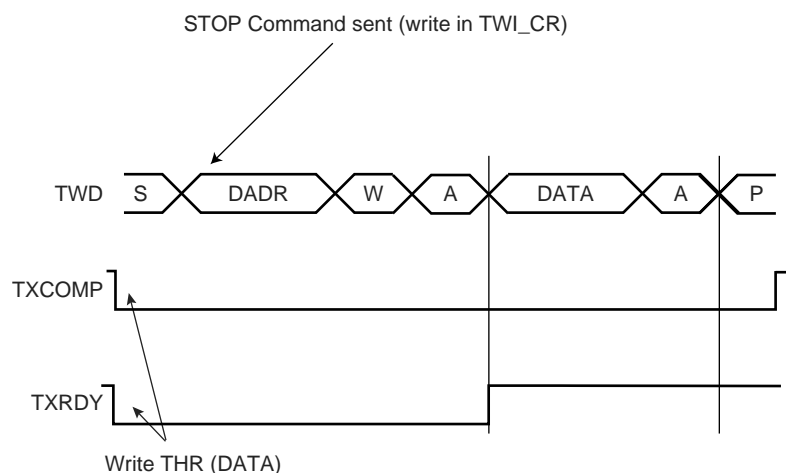 STOP Command sent (write in TWI_CR)
TWD S DADR W A DATA A P
TXCOMP
TXRDY
Write THR (DATA)